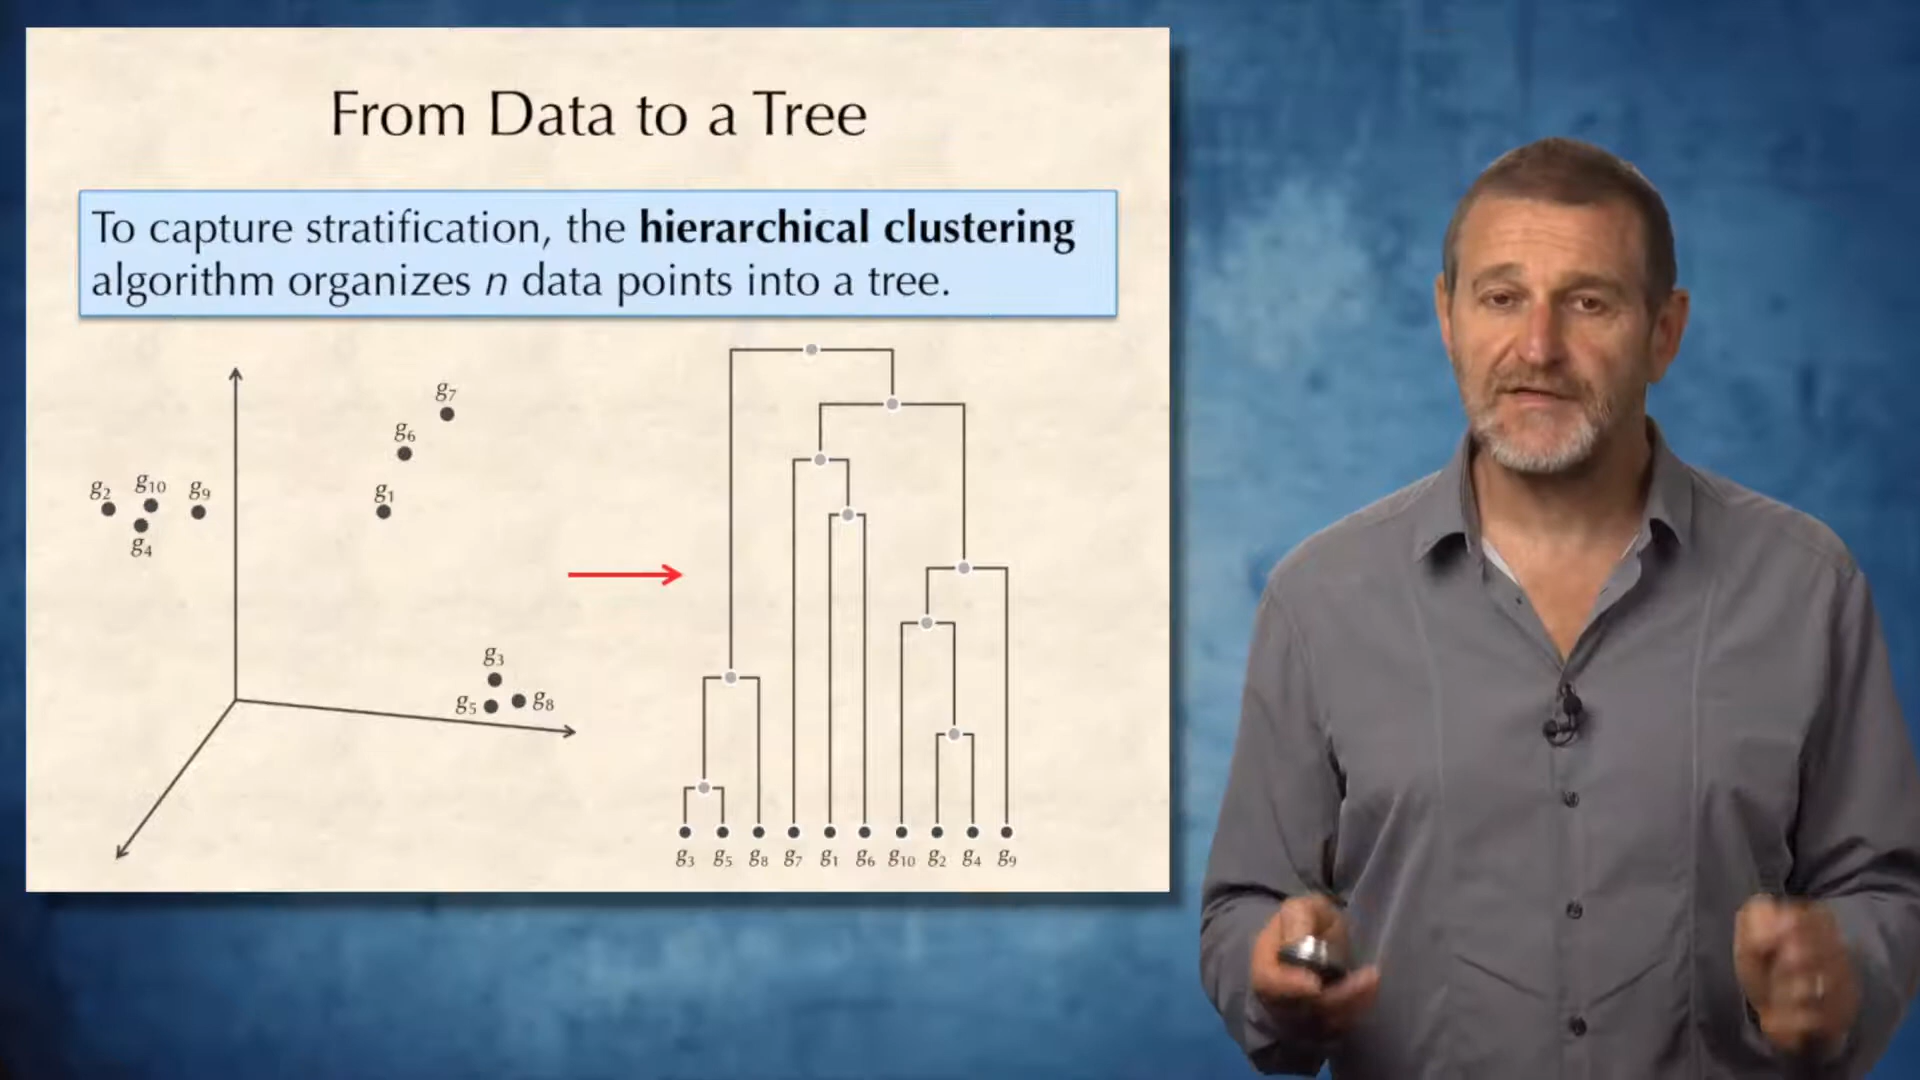 From Data to a Tree
To capture stratification, the hierarchical clustering
algorithm organizes n data points into a tree.
g7
g6
g2 g10 g9
g1
g4
g3
g5 g8
g3 g5 g8 g7 g1 g6 g10 g2 g4 g9